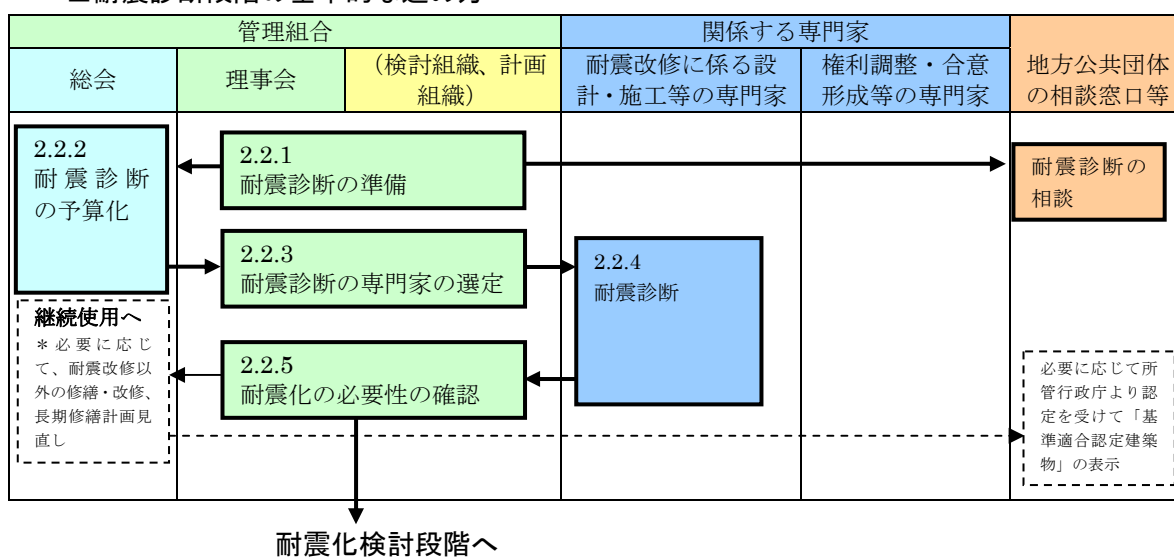 管理組合
関係する専門家
地方公共団体
の相談窓口等
総会
理事会
（検討組織、計画
組織）
耐震改修に係る設
計・施工等の専門家
権利調整・合意
形成等の専門家
2.2.2
耐震診断
の予算化
2.2.1
耐震診断の準備
耐震診断の
相談
2.2.3
耐震診断の専門家の選定
2.2.4
耐震診断
継続使用へ
＊必要に応じ
て、耐震改修以
外の修繕・改修、
長期修繕計画見
直し
2.2.5
耐震化の必要性の確認
必要に応じて所
管行政庁より認
定を受けて「基
準適合認定建築
物」の表示
耐震化検討段階へ